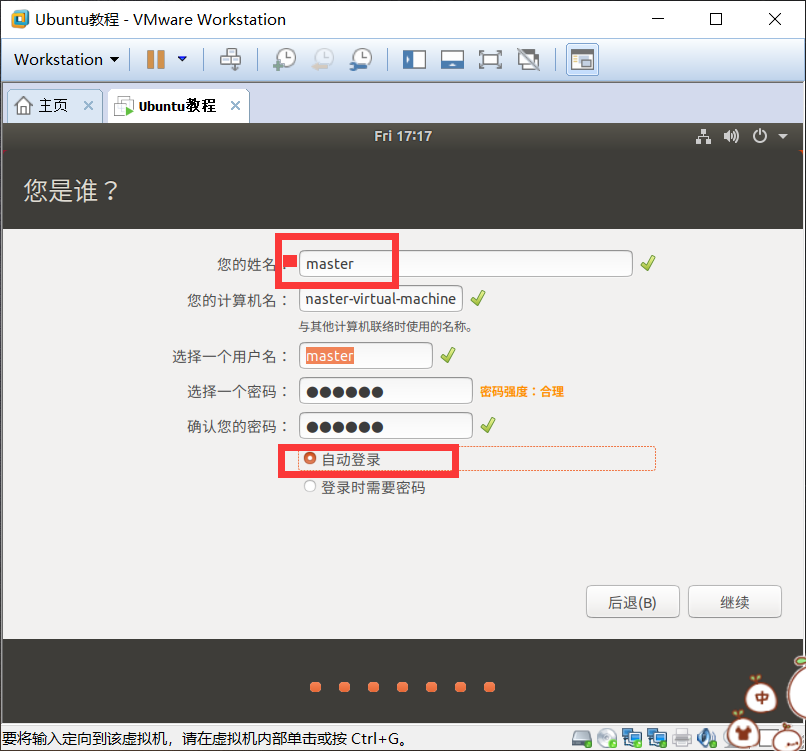 Ubuntu教程 - VMware Workstation
Workstation
主页
Ubuntu教程
Fri 17:17
您是谁？
您的姓名： master
您的计算机名： naster-virtual-machine
与其他计算机联络时使用的名称。
选择一个用户名： master
选择一个密码： ●●●●●● 密码强度：合理
确认您的密码： ●●●●●●
自动登录
登录时需要密码
后退(B) 继续
中
要将输入定向到该虚拟机，请在虚拟机内部单击或按 Ctrl+G。